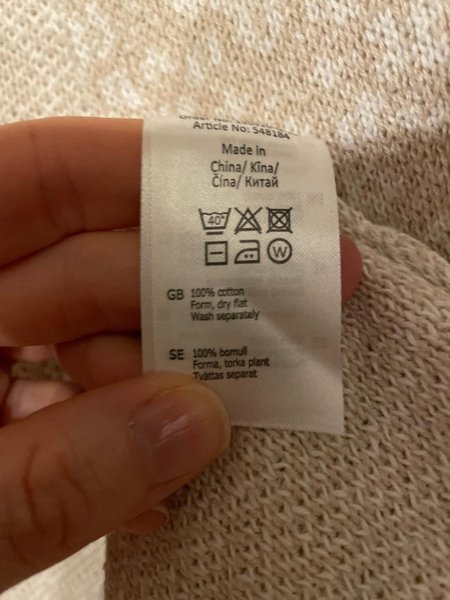 Article No: 548184
Made in
China/ Ķīna/
Čína/ Китай
40°
W
GB 100% cotton
Form, dry flat
Wash separately
SE 100% bomull
Forma, torka plant
Tvättas separat